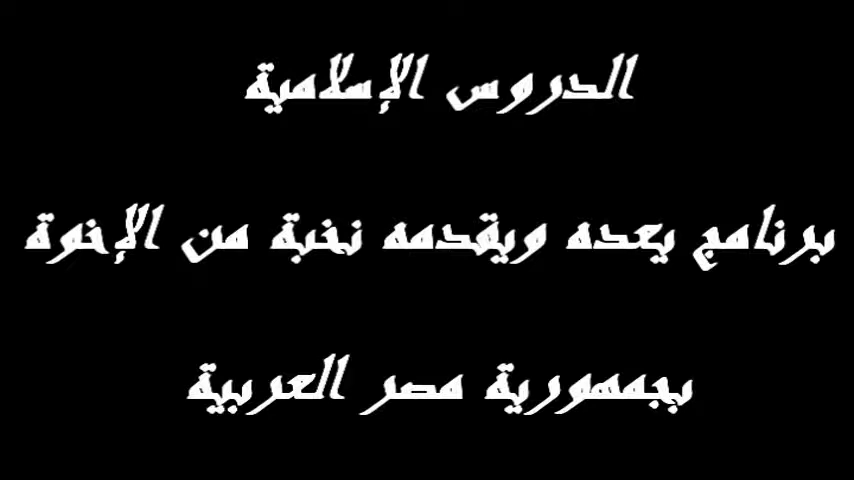 الدروس الإسلامية
برنامج يعده ويقدمه نخبة من الإخوة
بجمهورية مصر العربية